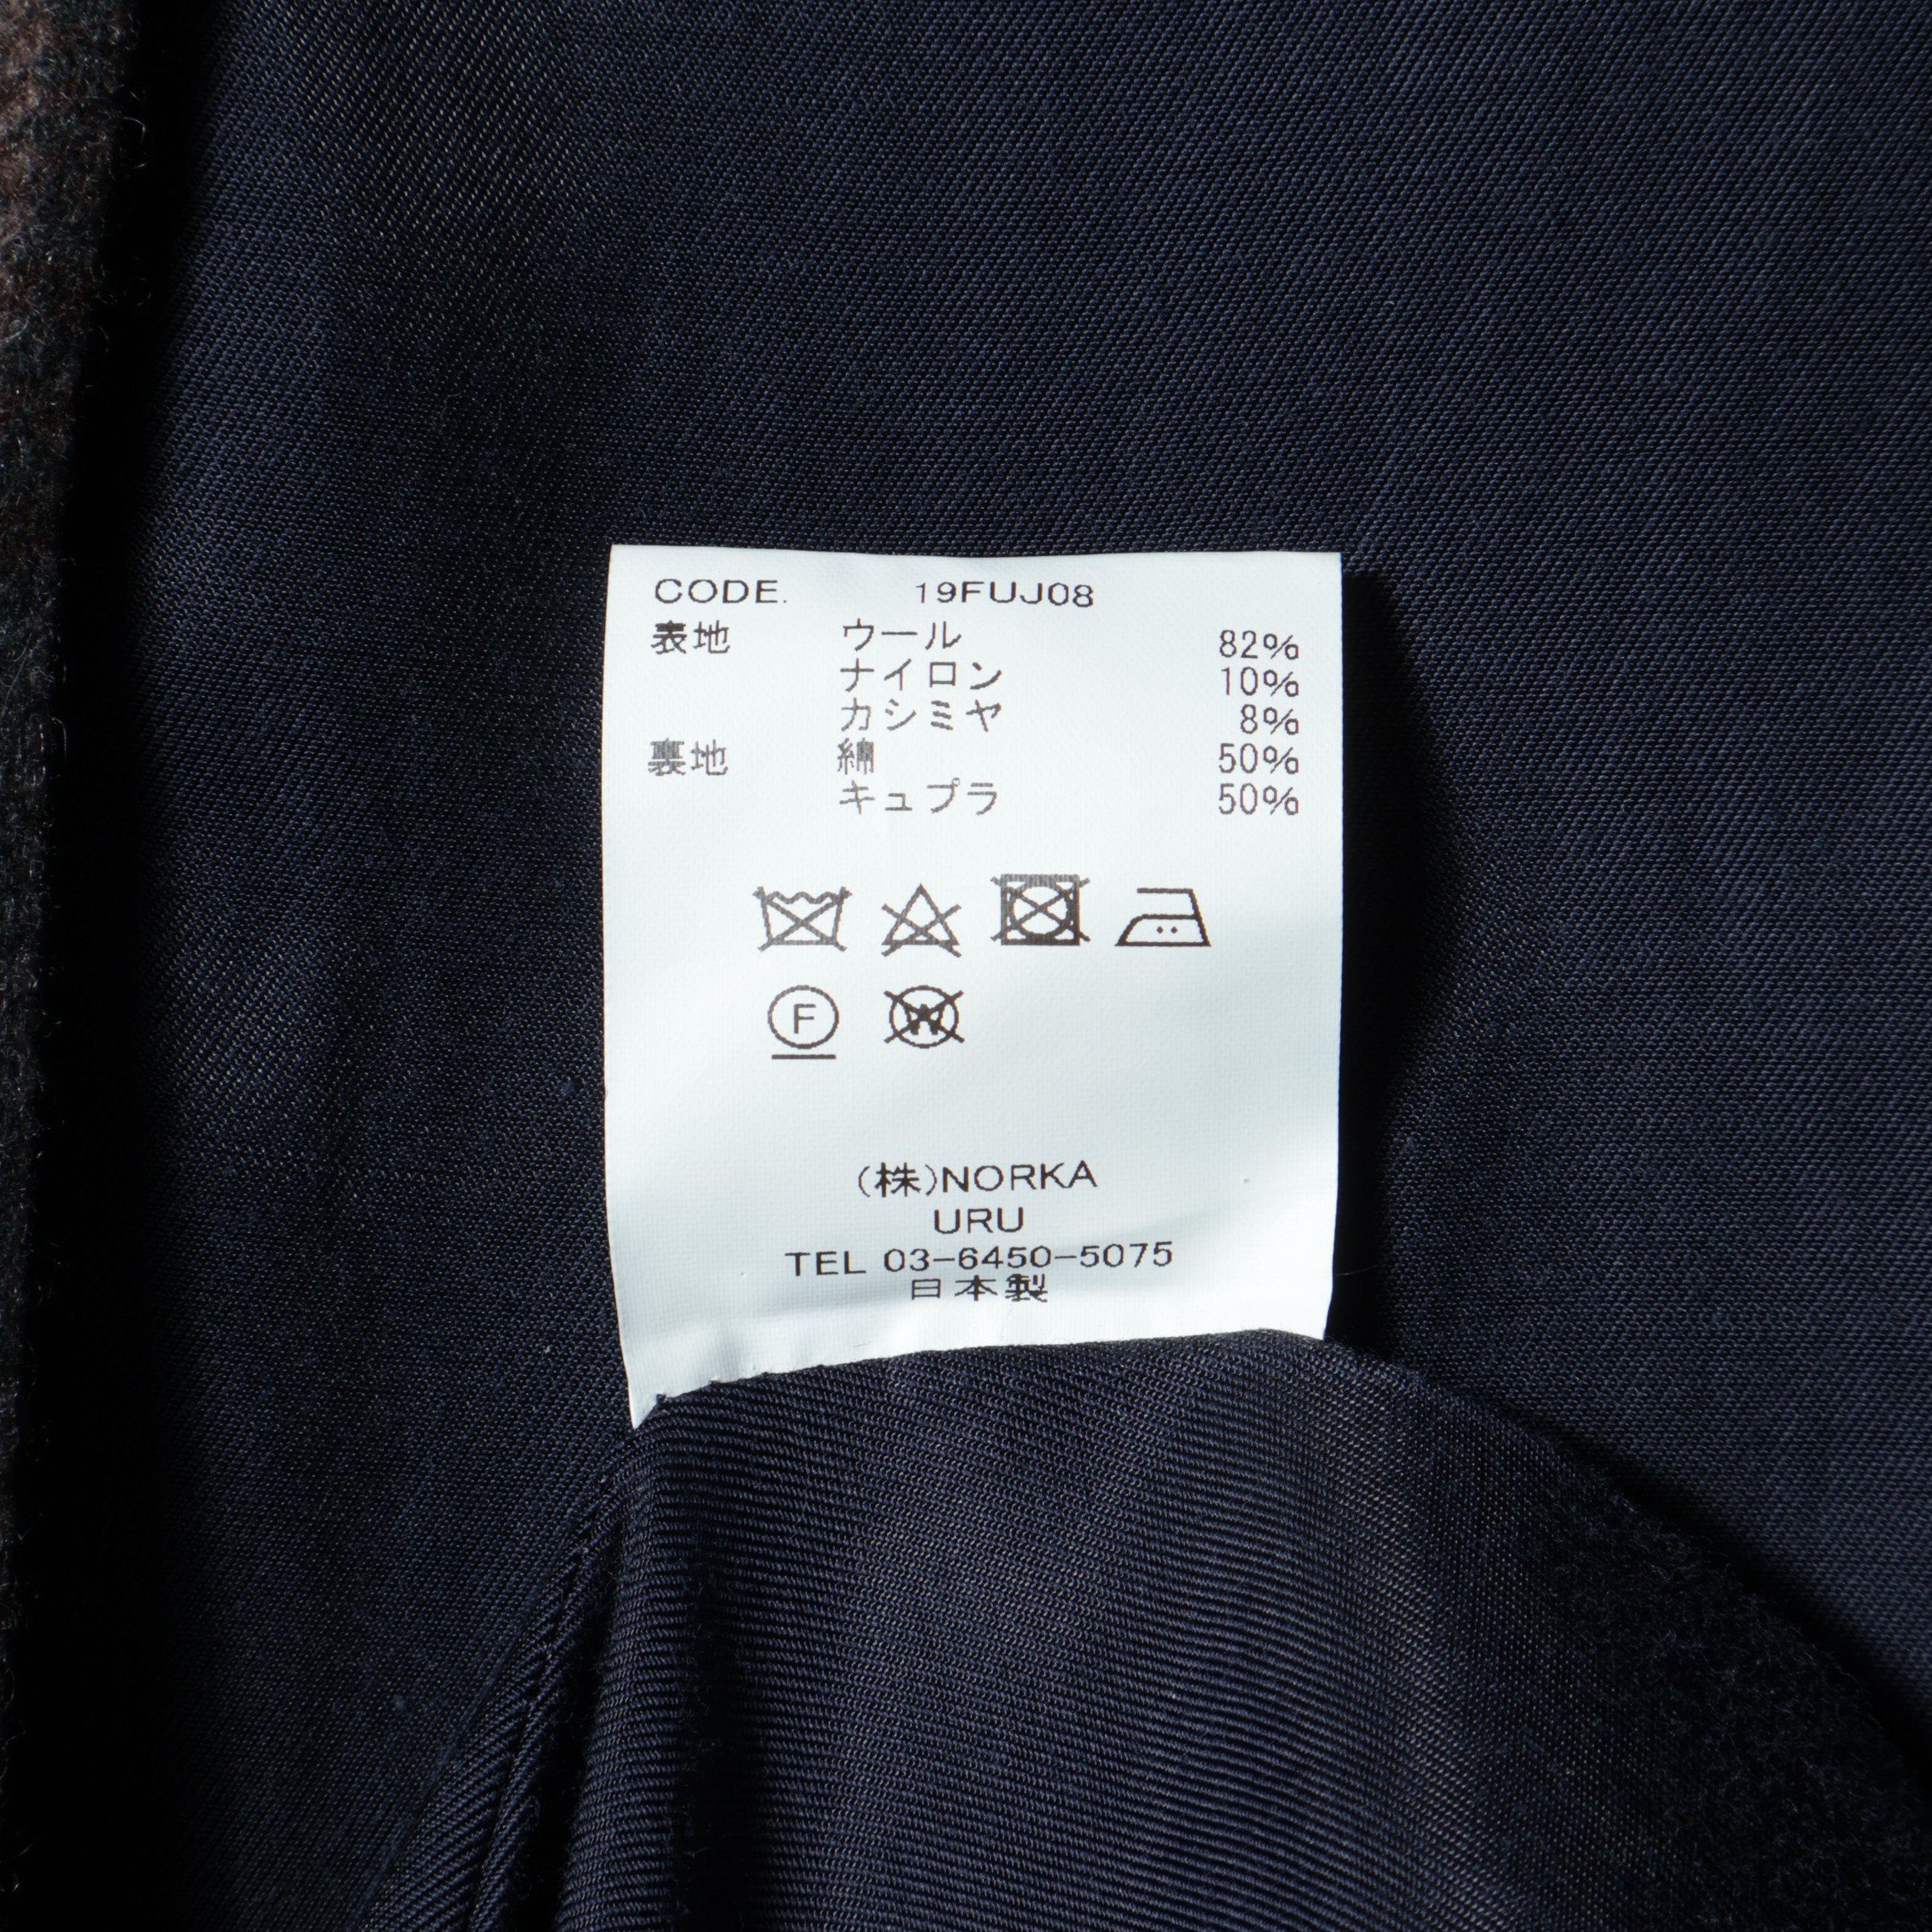 CODE. 19FUJ08
表地 ウール 82%
ナイロン 10%
カシミヤ 8%
裏地 綿 50%
キュプラ 50%
F W
(株)NORKA
URU
TEL 03-6450-5075
日本製